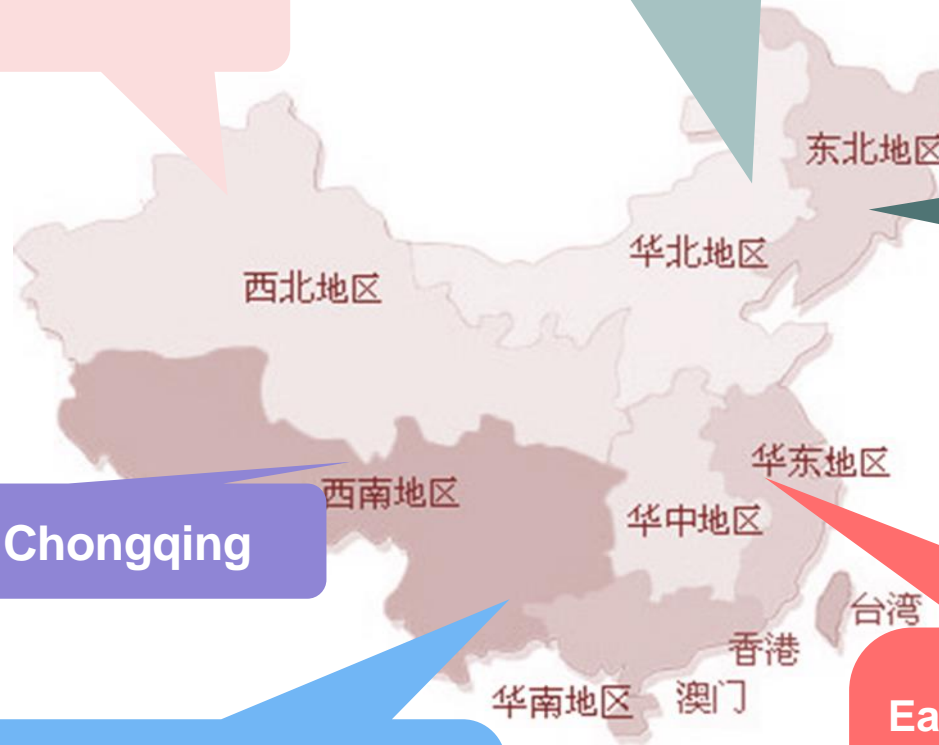 东北地区
华北地区
西北地区
华东地区
西南地区
华中地区
Chongqing
台湾
香港
华南地区
澳门
Ea